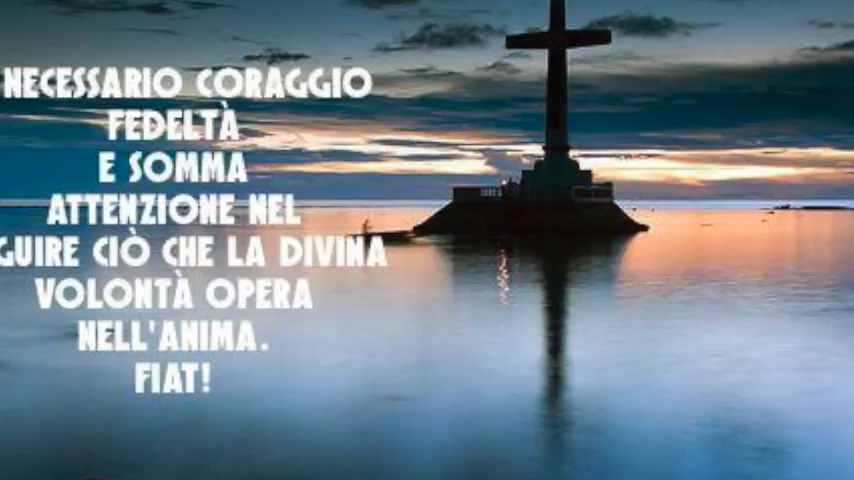 NECESSARIO CORAGGIO
FEDELTÀ
E SOMMA
ATTENZIONE NEL
GUIRE CIÒ CHE LA DIVINA
VOLONTÀ OPERA
NELL'ANIMA.
FIAT!